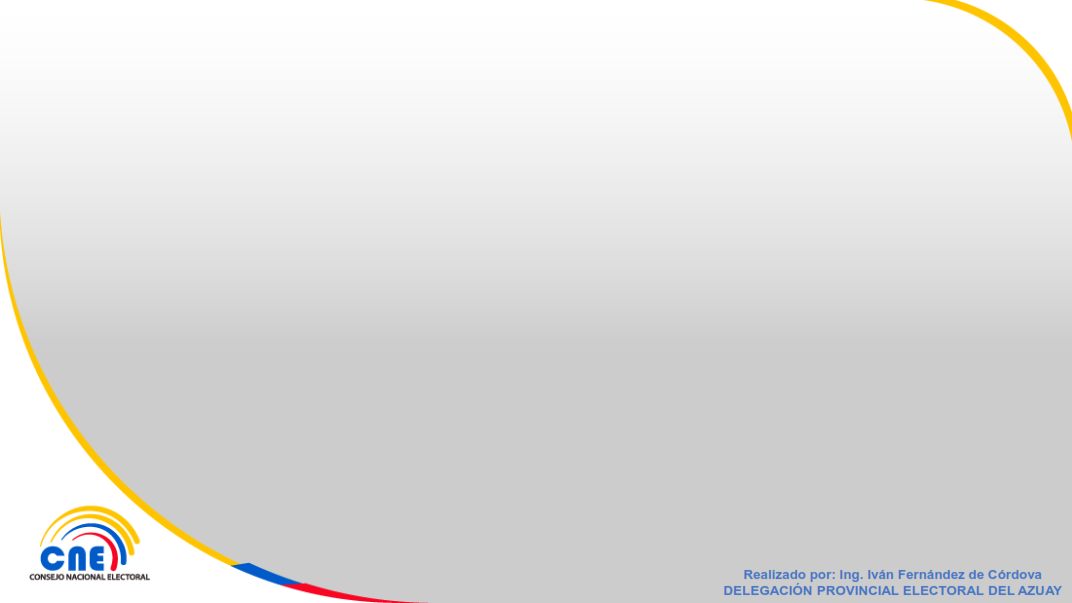 CNE
CONSEJO NACIONAL ELECTORAL
Realizado por: Ing. Iván Fernández de Córdova
DELEGACIÓN PROVINCIAL ELECTORAL DEL AZUAY